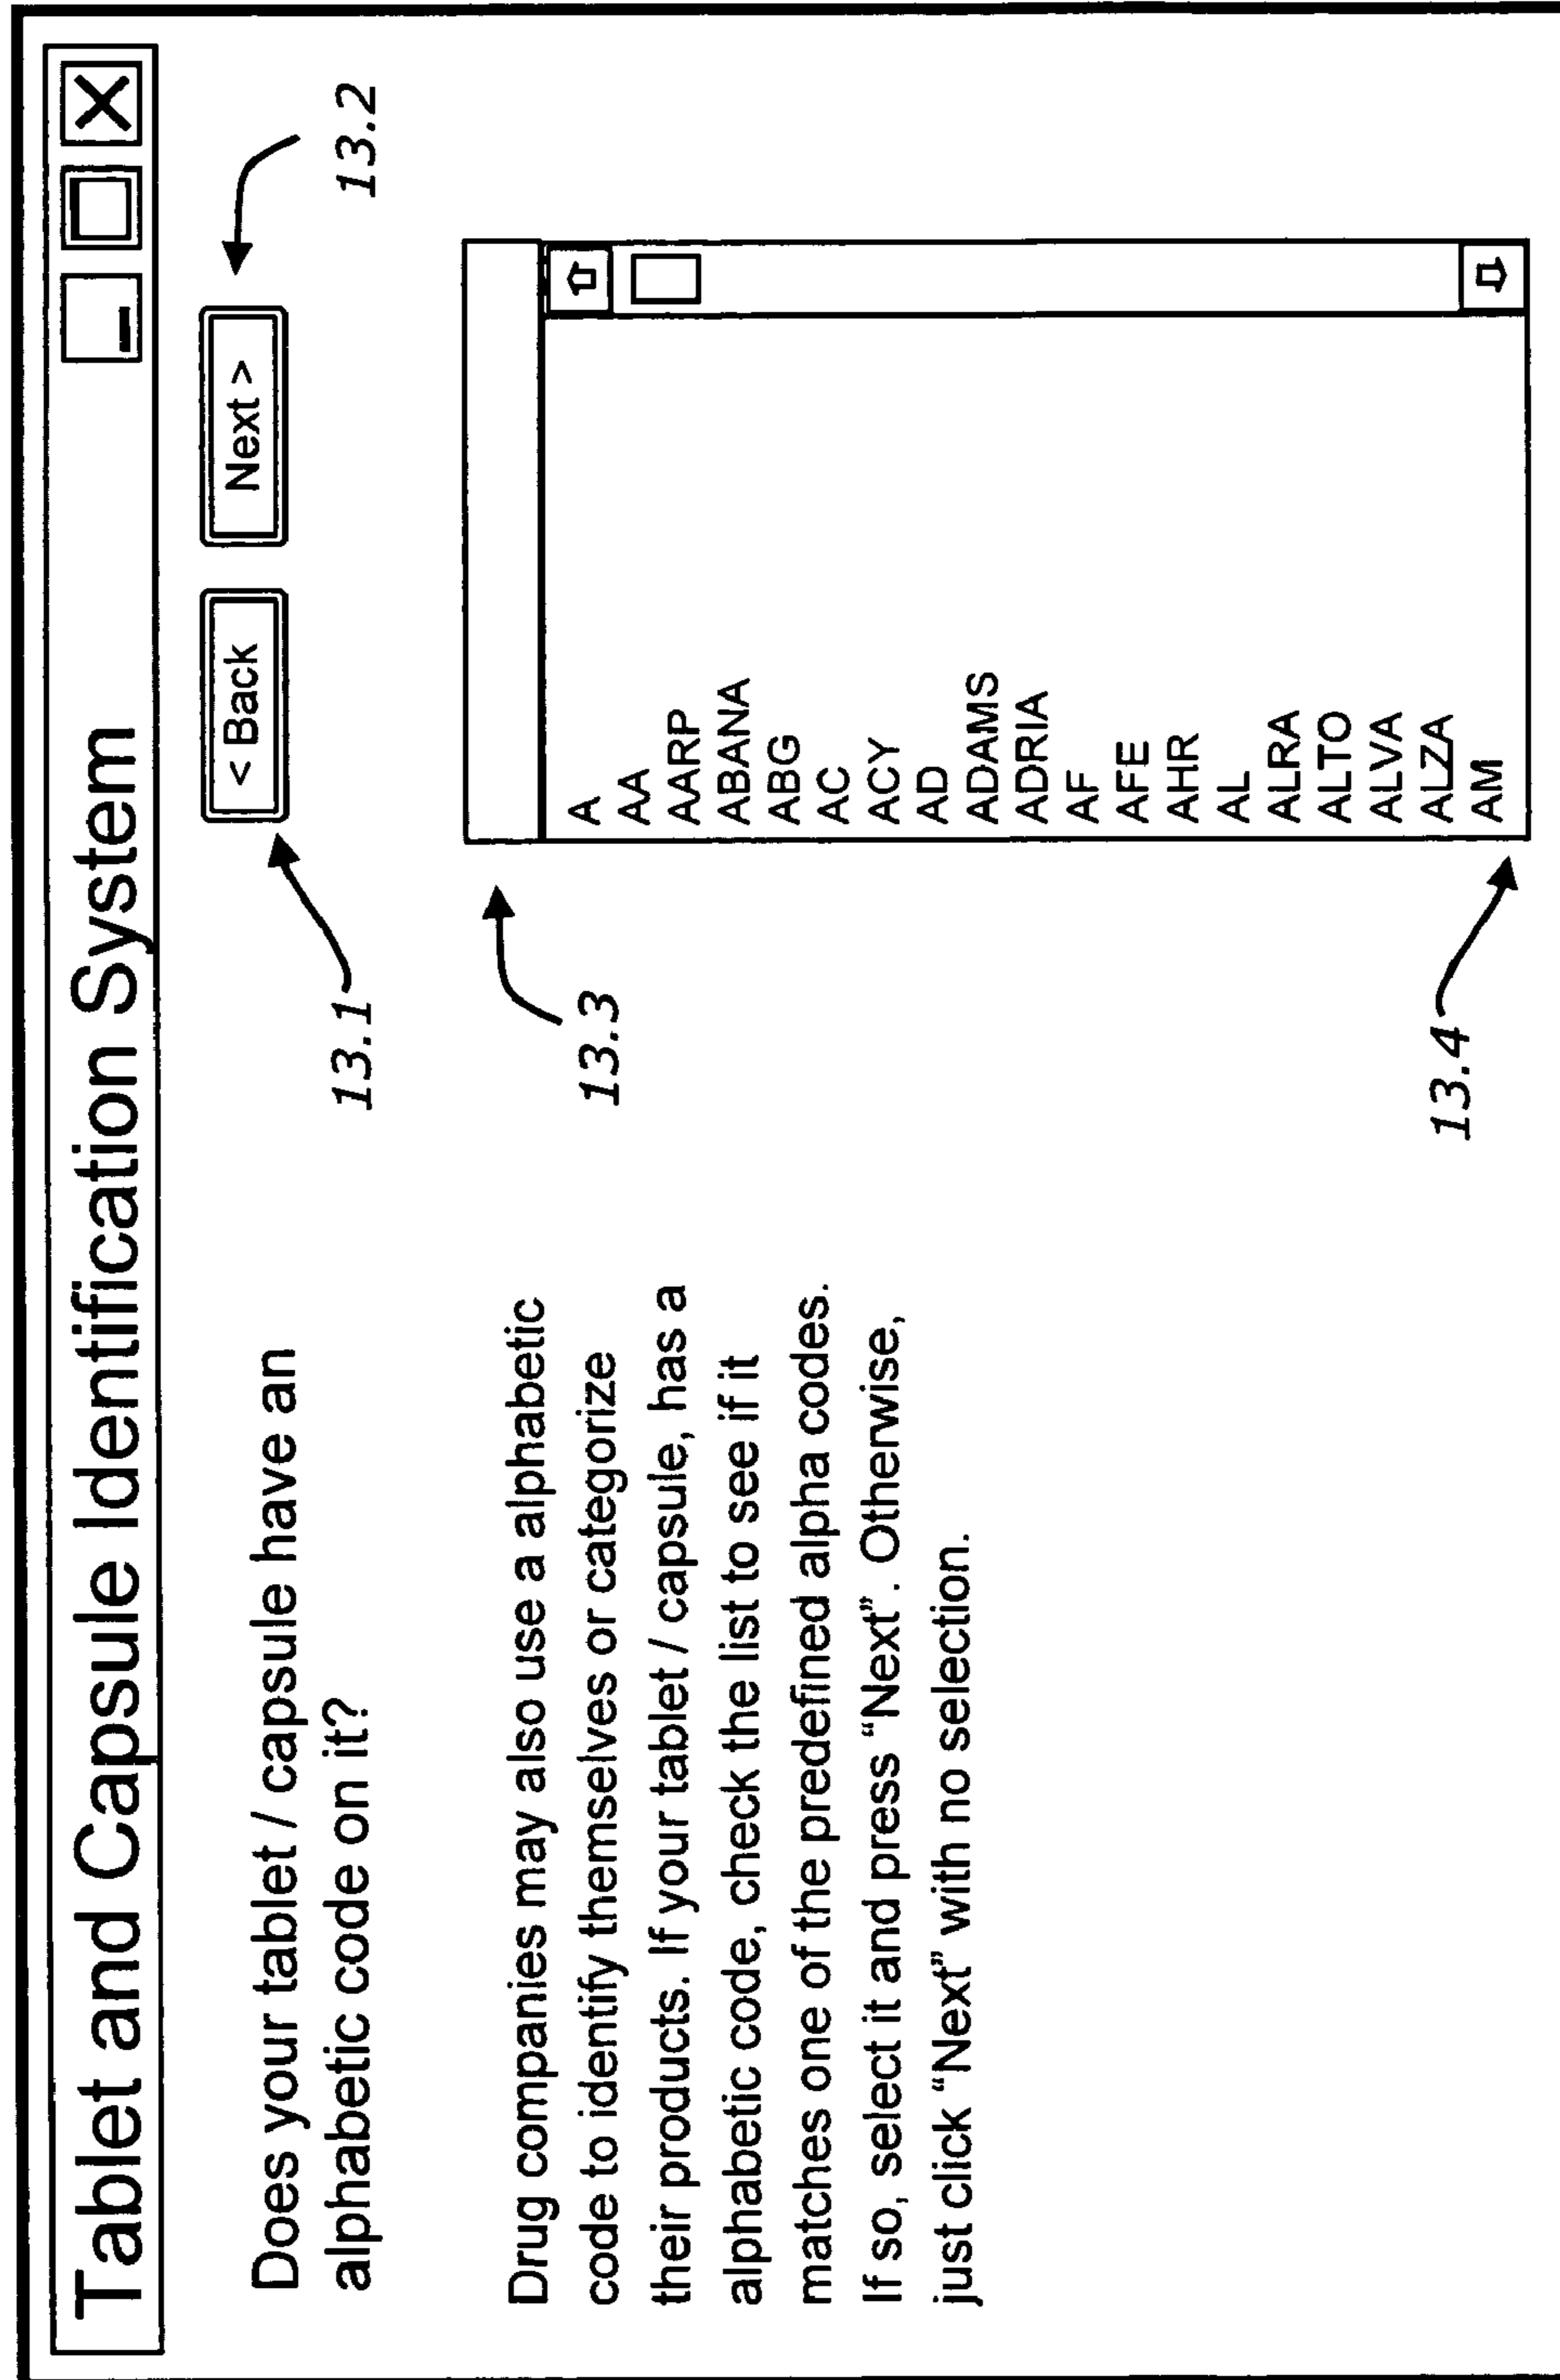 Tablet and Capsule Identification System
Does your tablet / capsule have an
alphabetic code on it?
< Back
Next >
13.1
13.2
Drug companies may also use a alphabetic
code to identify themselves or categorize
their products. If your tablet / capsule, has a
alphabetic code, check the list to see if it
matches one of the predefined alpha codes.
If so, select it and press “Next”. Otherwise,
just click “Next” with no selection.
13.3
A
AA
AARP
ABANA
ABG
AC
ACY
AD
ADAMS
ADRIA
AF
AFE
AHR
AL
ALRA
ALTO
ALVA
ALZA
AM
13.4